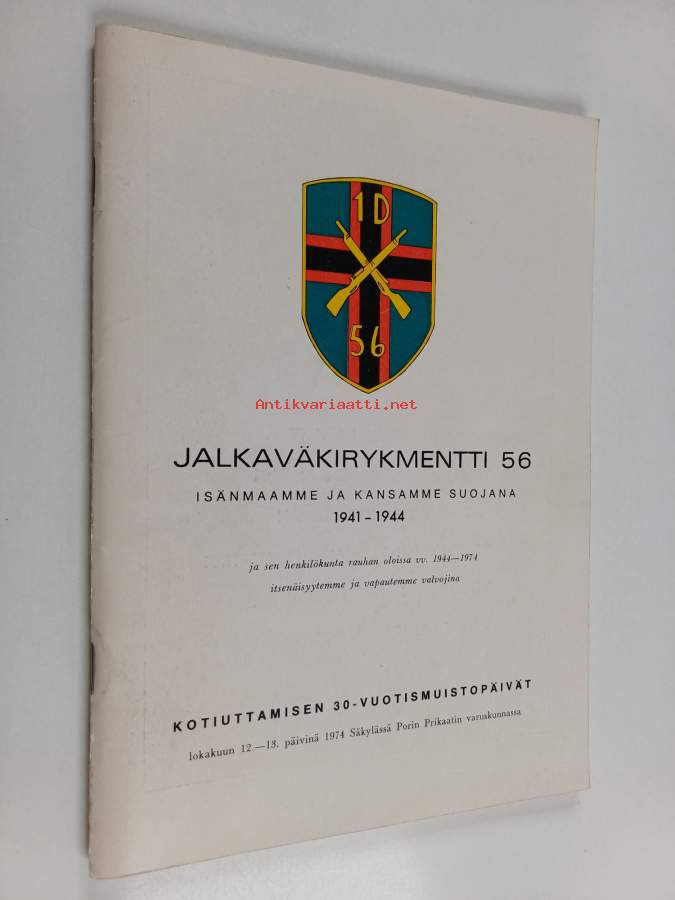 1D
56
Antikvariaatti.net
JALKAVÄKIRYKMENTTI 56
ISÄNMAAMME JA KANSAMME SUOJANA
1941 – 1944
ja sen henkilökunta rauhan oloissa vv. 1944—1974
itsenäisyytemme ja vapautemme valvojina
KOTIUTTAMISEN 30-VUOTISMUISTOPÄIVÄT
lokakuun 12.—13. päivinä 1974 Säkylässä Porin Prikaatin varuskunnassa